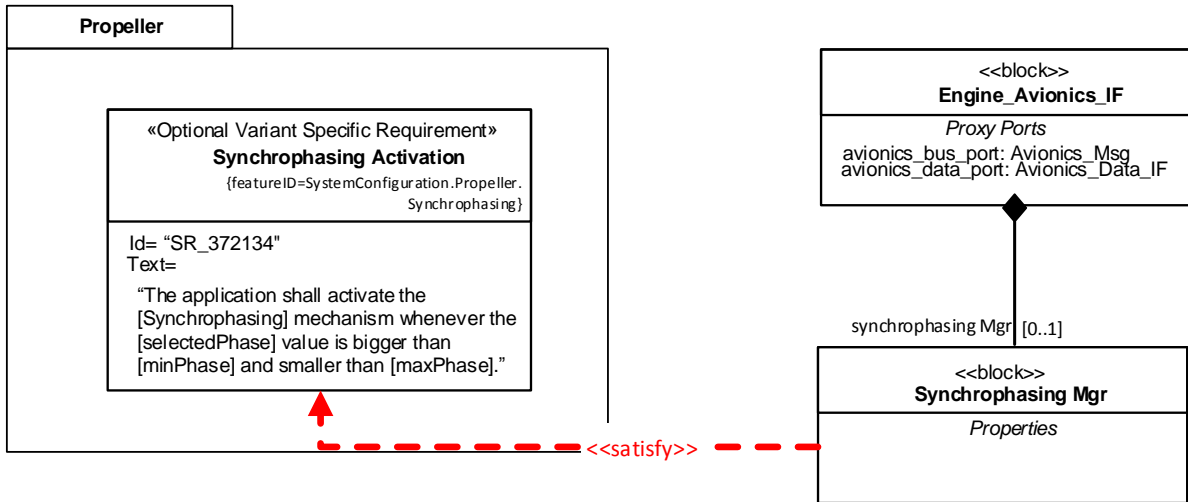 Propeller
«Optional Variant Specific Requirement»
Synchrophasing Activation
{featureID=SystemConfiguration.Propeller.
Synchrophasing}
Id= “SR_372134"
Text=
“The application shall activate the
[Synchrophasing] mechanism whenever the
[selectedPhase] value is bigger than
[minPhase] and smaller than [maxPhase].”
<<block>>
Engine_Avionics_IF
Proxy Ports
avionics_bus_port: Avionics_Msg
avionics_data_port: Avionics_Data_IF
synchrophasing Mgr [0..1]
<<block>>
Synchrophasing Mgr
Properties
<<satisfy>>